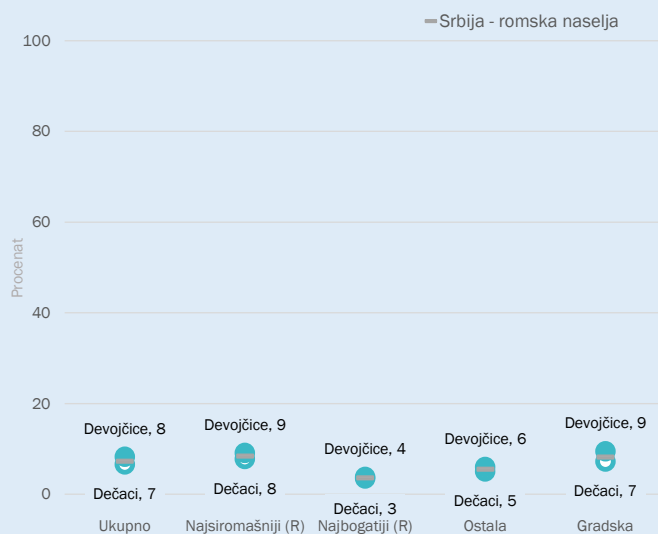 Srbija - romska naselja
100
80
60
40
20
0
Procenat
Devojčice, 8
Devojčice, 9
Devojčice, 4
Devojčice, 6
Devojčice, 9
Dečaci, 7
Dečaci, 8
Dečaci, 3
Dečaci, 5
Dečaci, 7
Ukupno
Najsiromašniji (R)
Najbogatiji (R)
Ostala
Gradska